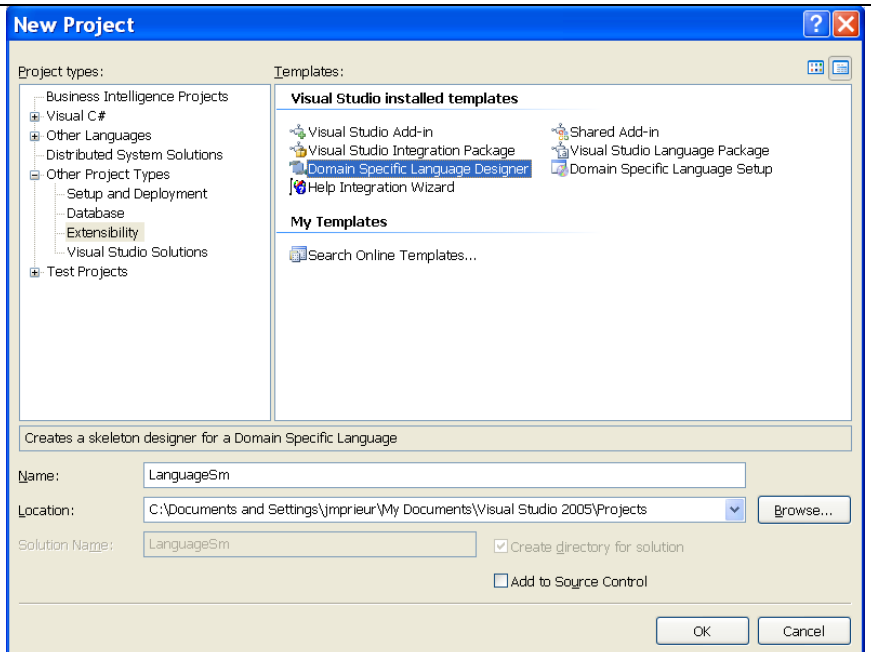 New Project
Project types:
Templates:
Business Intelligence Projects
Visual C#
Other Languages
Distributed System Solutions
Other Project Types
Setup and Deployment
Database
Extensibility
Visual Studio Solutions
Test Projects
Visual Studio installed templates
Visual Studio Add-in
Shared Add-in
Visual Studio Integration Package
Visual Studio Language Package
Domain Specific Language Designer
Domain Specific Language Setup
Help Integration Wizard
My Templates
Search Online Templates...
Creates a skeleton designer for a Domain Specific Language
Name: LanguageSm
Location: C:\Documents and Settings\jmprieur\My Documents\Visual Studio 2005\Projects Browse...
Solution Name: LanguageSm Create directory for solution
Add to Source Control
OK Cancel